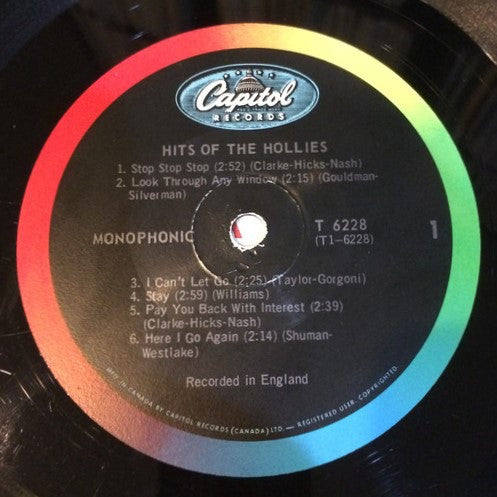 Capitol
RECORDS
HITS OF THE HOLLIES
1. Stop Stop Stop (2:52) (Clarke-Hicks-Nash)
2. Look Through Any Window (2:15) (Gouldman-
Silverman)
MONOPHONIC
T 6228
(T1-6228)
1
3. I Can't Let Go (2:25) (Taylor-Gorgoni)
4. Stay (2:59) (Williams)
5. Pay You Back With Interest (2:39)
(Clarke-Hicks-Nash)
6. Here I Go Again (2:14) (Shuman-
Westlake)
Recorded in England
MFD. IN CANADA BY CAPITOL RECORDS (CANADA) LTD.— REGISTERED USER. COPYRIGHTED.